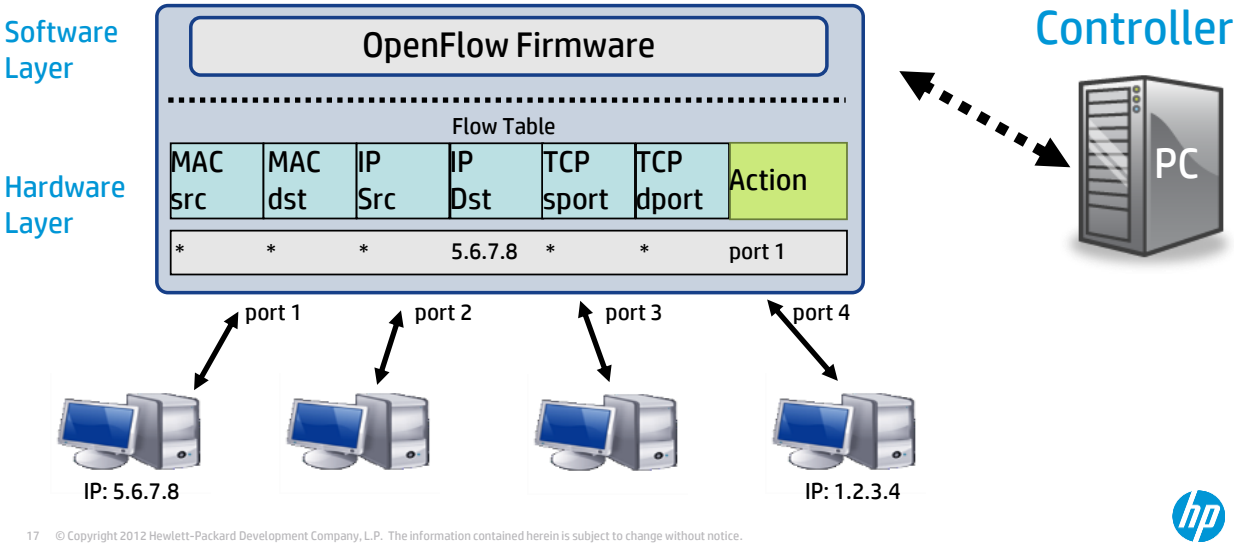 Software
Layer
OpenFlow Firmware
Controller
Flow Table
Hardware
Layer
MAC
src
MAC
dst
IP
Src
IP
Dst
TCP
sport
TCP
dport
Action
* * * 5.6.7.8 * * port 1
PC
port 1
port 2
port 3
port 4
IP: 5.6.7.8
IP: 1.2.3.4
17 © Copyright 2012 Hewlett-Packard Development Company, L.P. The information contained herein is subject to change without notice.
hp